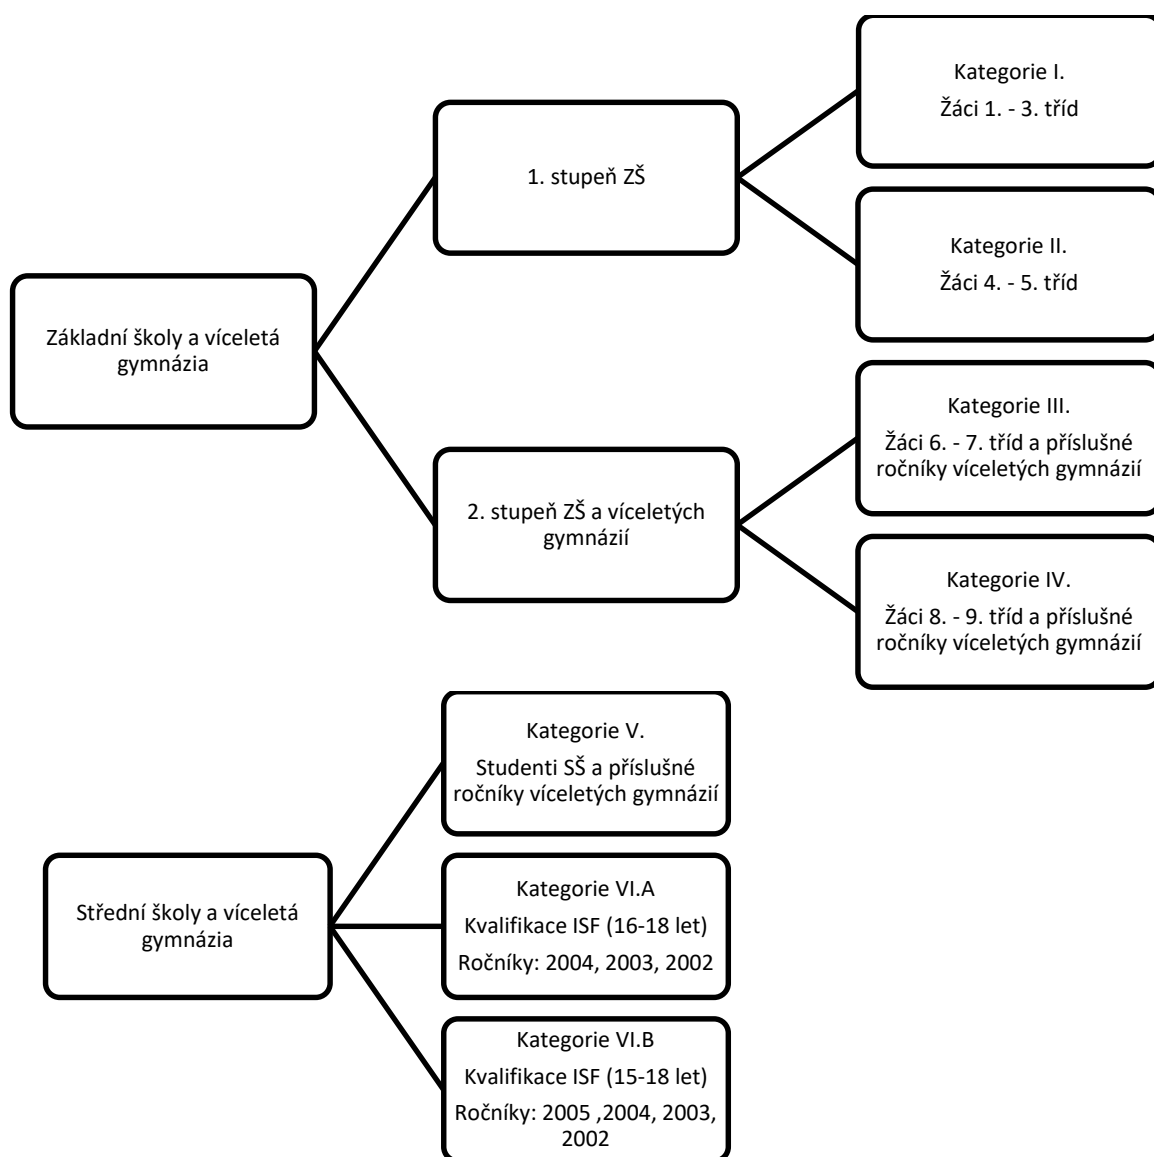 Základní školy a víceletá
gymnázia
1. stupeň ZŠ
Kategorie I.
Žáci 1. - 3. tříd
Kategorie II.
Žáci 4. - 5. tříd
2. stupeň ZŠ a víceletých
gymnázií
Kategorie III.
Žáci 6. - 7. tříd a příslušné
ročníky víceletých gymnázií
Kategorie IV.
Žáci 8. - 9. tříd a příslušné
ročníky víceletých gymnázií
Střední školy a víceletá
gymnázia
Kategorie V.
Studenti SŠ a příslušné
ročníky víceletých gymnázií
Kategorie VI.A
Kvalifikace ISF (16-18 let)
Ročníky: 2004, 2003, 2002
Kategorie VI.B
Kvalifikace ISF (15-18 let)
Ročníky: 2005 ,2004, 2003,
2002